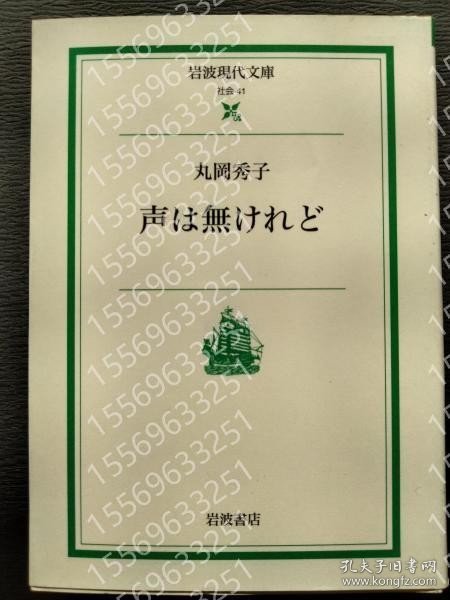 岩波現代文庫
社会 41
丸岡秀子
声は無けれど
岩波書店
15569633251
孔夫子旧书网
www.kongfz.com